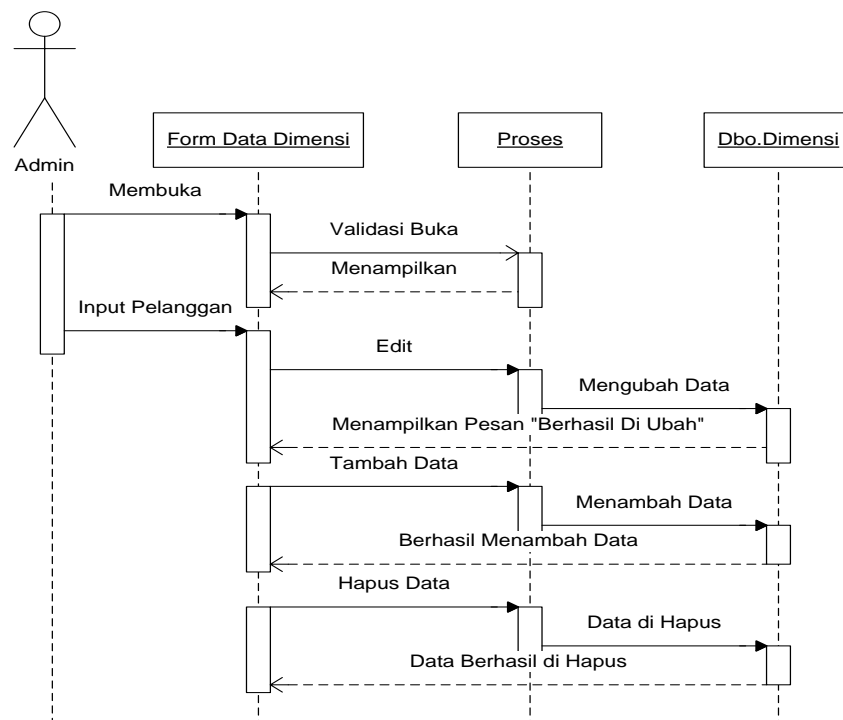 Form Data Dimensi
Proses
Dbo.Dimensi
Admin
Membuka
Validasi Buka
Menampilkan
Input Pelanggan
Edit
Mengubah Data
Menampilkan Pesan "Berhasil Di Ubah"
Tambah Data
Menambah Data
Berhasil Menambah Data
Hapus Data
Data di Hapus
Data Berhasil di Hapus